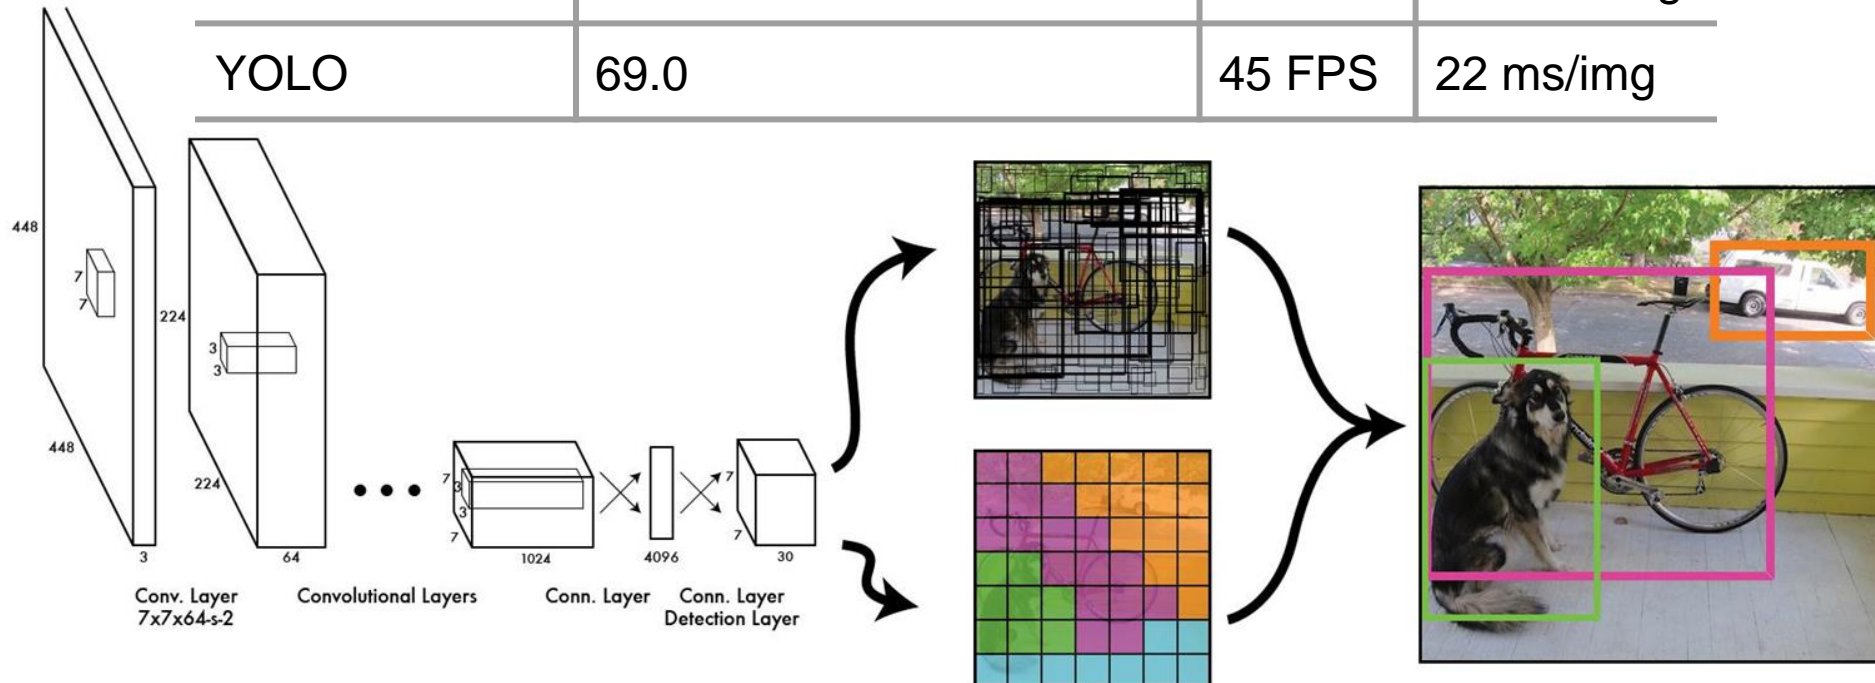 YOLO 69.0 45 FPS 22 ms/img
448
7
7
224
3
3
448
224
7
3
3
7
7
7
3
64
1024
4096
30
Conv. Layer
7x7x64-s-2
Convolutional Layers
Conn. Layer
Conn. Layer
Detection Layer